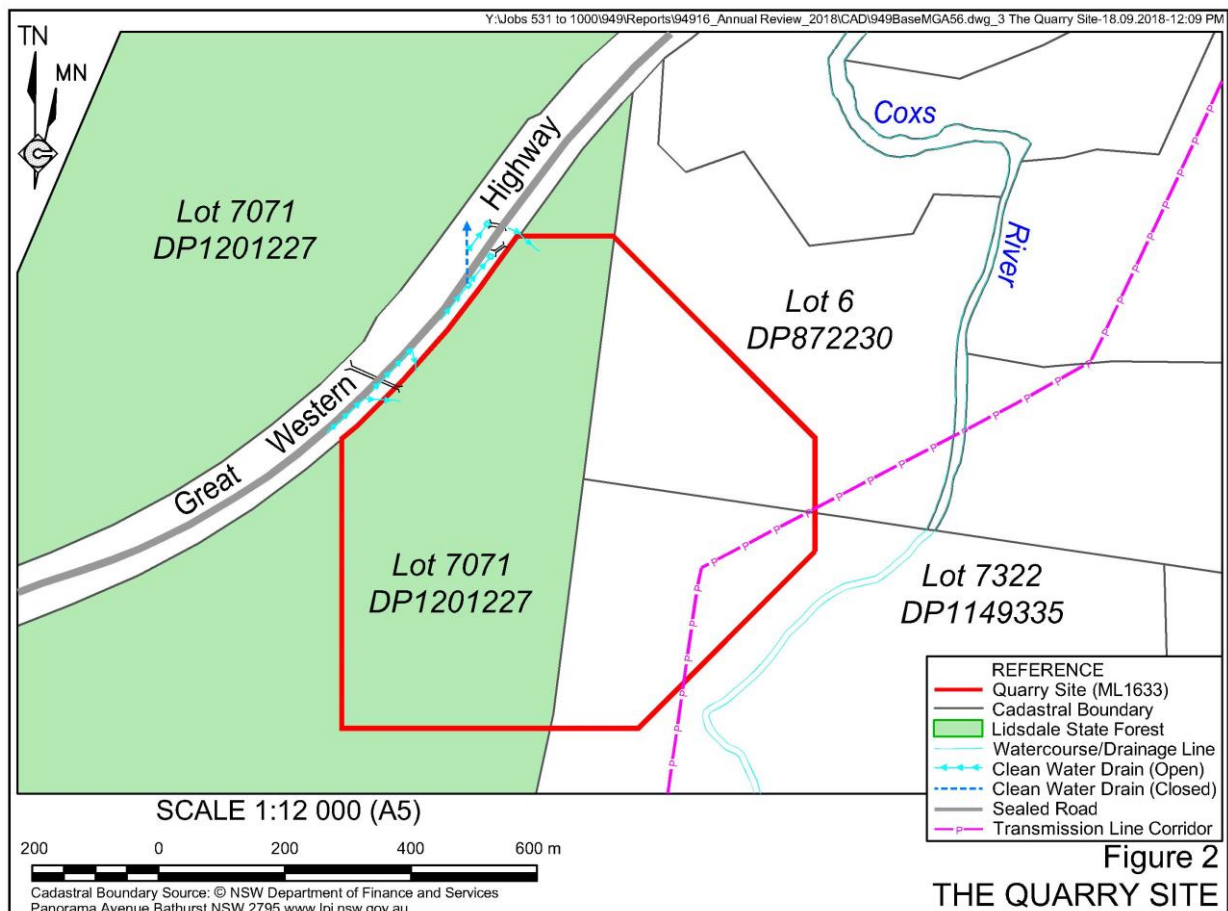 Y:\Jobs 531 to 1000\949\Reports\94916_Annual Review_2018\CAD\949BaseMGA56.dwg_3 The Quarry Site-18.09.2018-12:09 PM
TN
MN
Coxs
River
Lot 7071
DP1201227
Great Western Highway
Lot 6
DP872230
Lot 7071
DP1201227
Lot 7322
DP1149335
P P P P P P P P P P P P P P P P P P
REFERENCE
Quarry Site (ML1633)
Cadastral Boundary
Lidsdale State Forest
Watercourse/Drainage Line
Clean Water Drain (Open)
Clean Water Drain (Closed)
Sealed Road
P Transmission Line Corridor
SCALE 1:12 000 (A5)
200 0 200 400 600 m
Cadastral Boundary Source: © NSW Department of Finance and Services
Panorama Avenue Bathurst NSW 2795 www.lpi.nsw.gov.au
Figure 2
THE QUARRY SITE